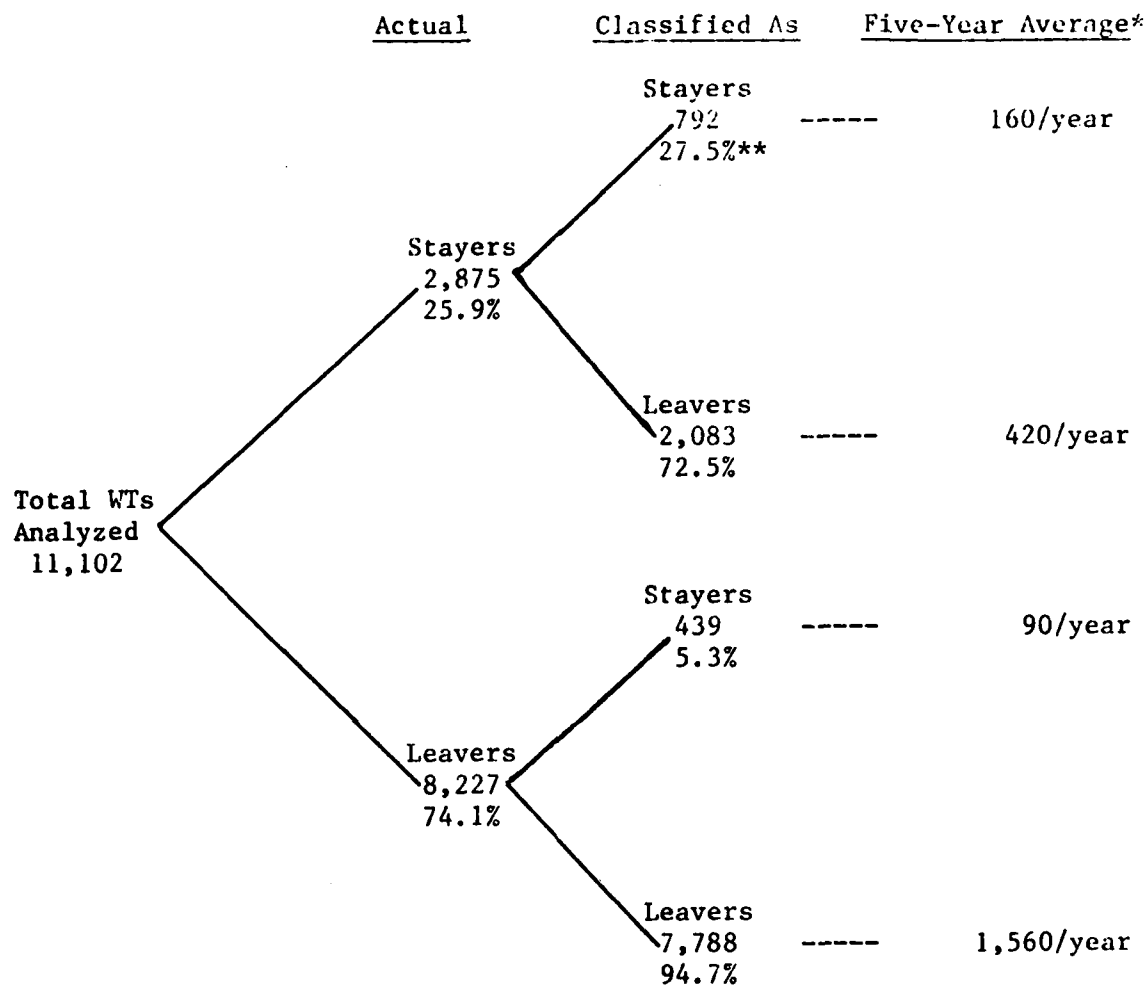 Actual Classified As Five-Year Average*
Stayers
792 ----- 160/year
27.5%**
Stayers
2,875
25.9%
Leavers
2,083 ----- 420/year
72.5%
Total WTs
Analyzed
11,102
Stayers
439 ----- 90/year
5.3%
Leavers
8,227
74.1%
Leavers
7,788 ----- 1,560/year
94.7%